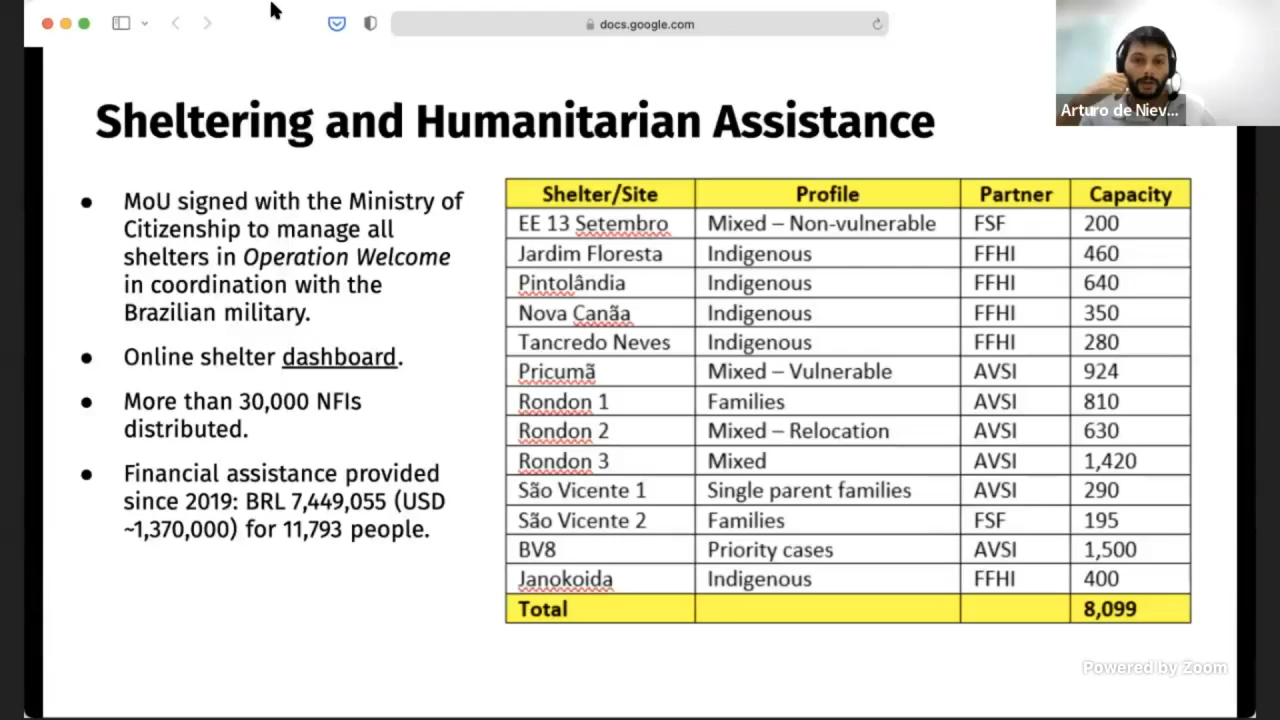 docs.google.com
Arturo de Niev...
Sheltering and Humanitarian Assistance
● MoU signed with the Ministry of
Citizenship to manage all
shelters in Operation Welcome
in coordination with the
Brazilian military.
● Online shelter dashboard.
● More than 30,000 NFIs
distributed.
● Financial assistance provided
since 2019: BRL 7,449,055 (USD
~1,370,000) for 11,793 people.
Shelter/Site Profile Partner Capacity
EE 13 Setembro Mixed – Non-vulnerable FSF 200
Jardim Floresta Indigenous FFHI 460
Pintolândia Indigenous FFHI 640
Nova Canãa Indigenous FFHI 350
Tancredo Neves Indigenous FFHI 280
Pricumã Mixed – Vulnerable AVSI 924
Rondon 1 Families AVSI 810
Rondon 2 Mixed – Relocation AVSI 630
Rondon 3 Mixed AVSI 1,420
São Vicente 1 Single parent families AVSI 290
São Vicente 2 Families FSF 195
BV8 Priority cases AVSI 1,500
Janokoida Indigenous FFHI 400
Total 8,099
Powered by Zoom